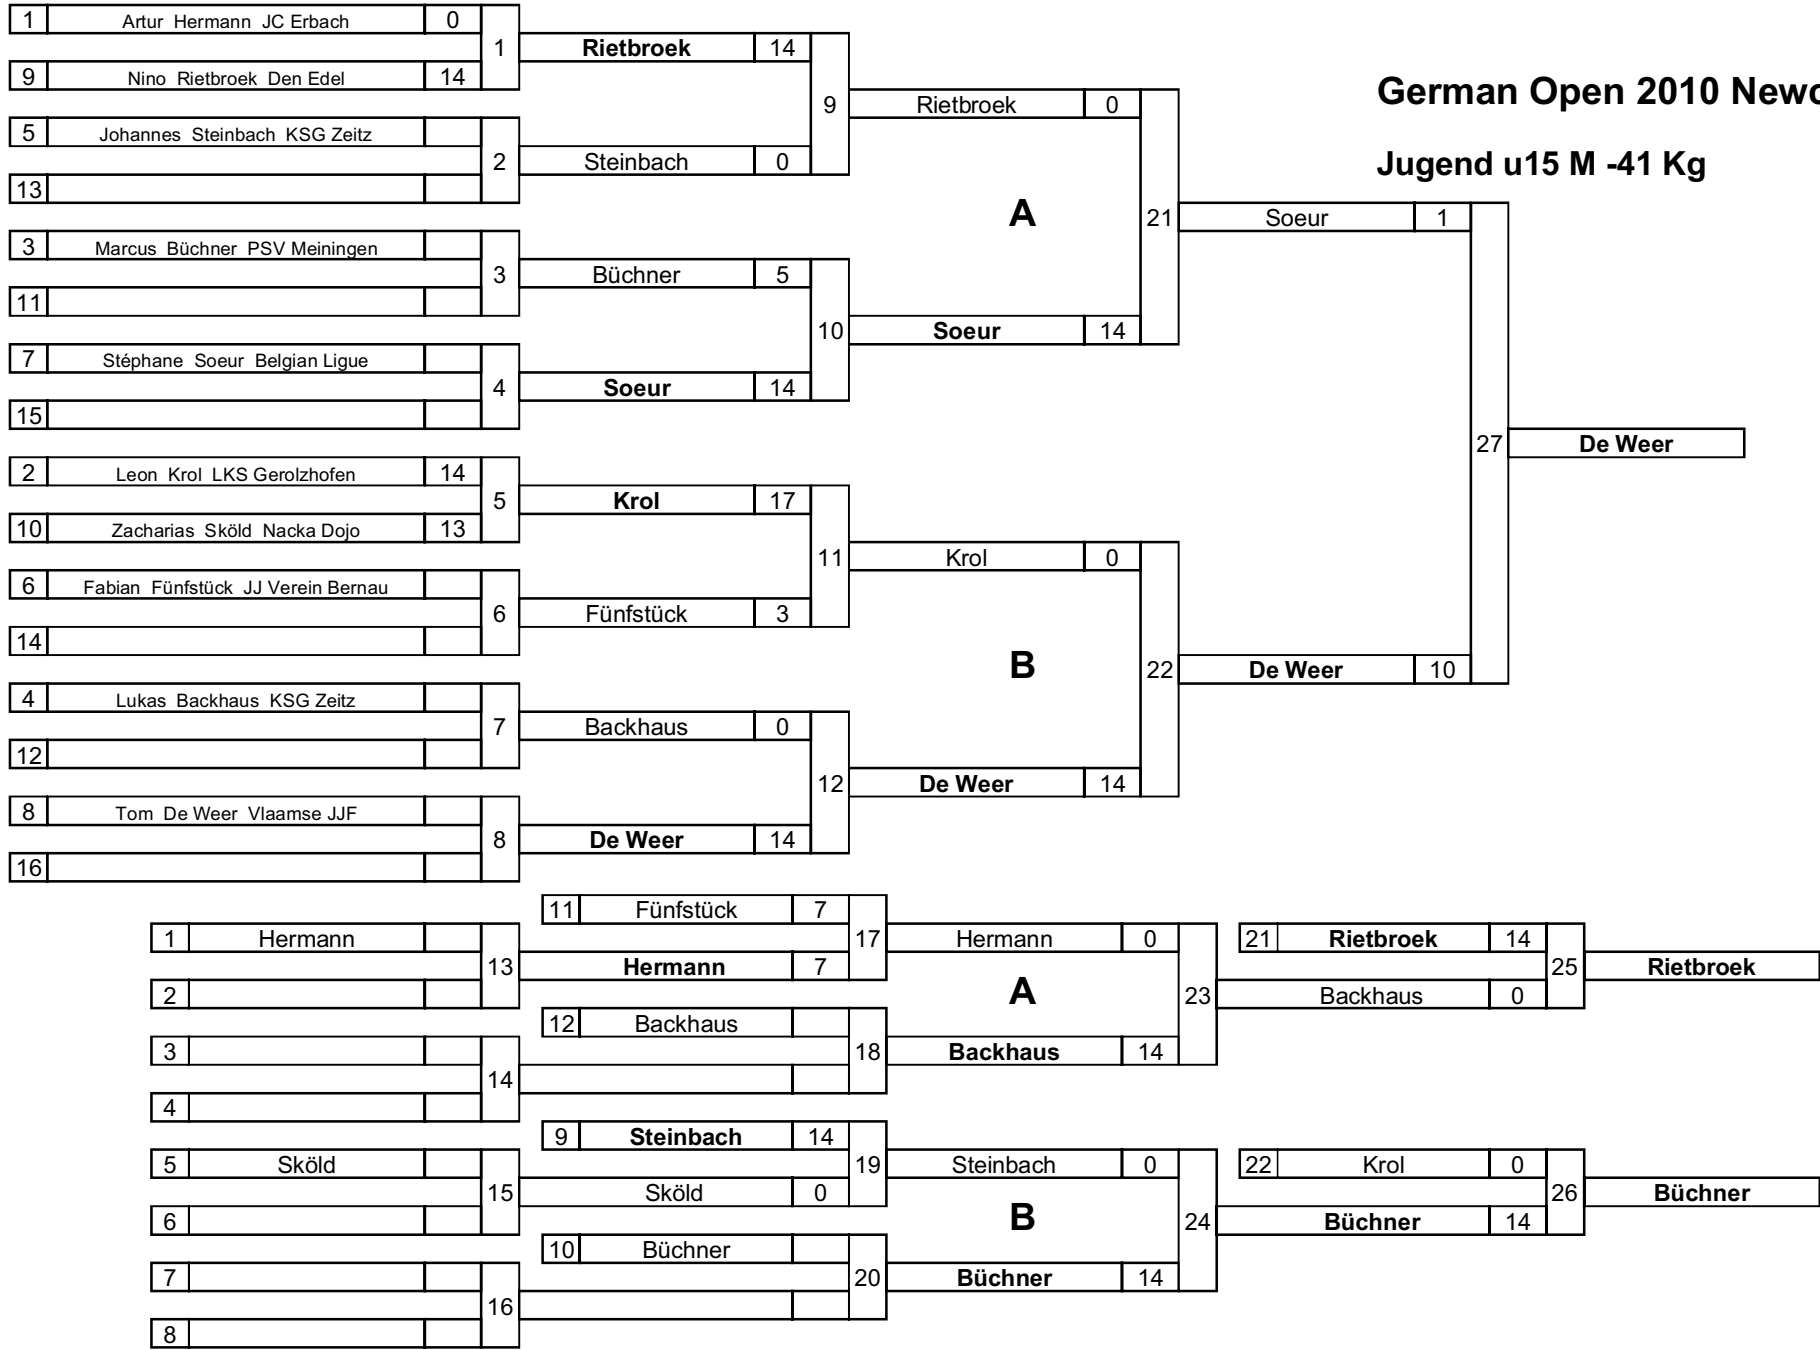 1 Artur Hermann JC Erbach 0
1 Rietbroek 14
9 Nino Rietbroek Den Edel 14
German Open 2010 Newc
9 Rietbroek 0
5 Johannes Steinbach KSG Zeitz
2 Steinbach 0
Jugend u15 M -41 Kg
13
A
21 Soeur 1
3 Marcus Büchner PSV Meiningen
3 Büchner 5
11
10 Soeur 14
7 Stéphane Soeur Belgian Ligue
4 Soeur 14
15
27 De Weer
2 Leon Krol LKS Gerolzhofen 14
5 Krol 17
10 Zacharias Sköld Nacka Dojo 13
11 Krol 0
6 Fabian Fünfstück JJ Verein Bernau
6 Fünfstück 3
14
B
22 De Weer 10
4 Lukas Backhaus KSG Zeitz
7 Backhaus 0
12
12 De Weer 14
8 Tom De Weer Vlaamse JJF
8 De Weer 14
16
11 Fünfstück 7
1 Hermann
17 Hermann 0
21 Rietbroek 14
13 Hermann 7
25 Rietbroek
2
A
23 Backhaus 0
12 Backhaus
3
18 Backhaus 14
14
4
9 Steinbach 14
5 Sköld
19 Steinbach 0
22 Krol 0
15 Sköld 0
26 Büchner
6
B
24 Büchner 14
10 Büchner
7
20 Büchner 14
16
8